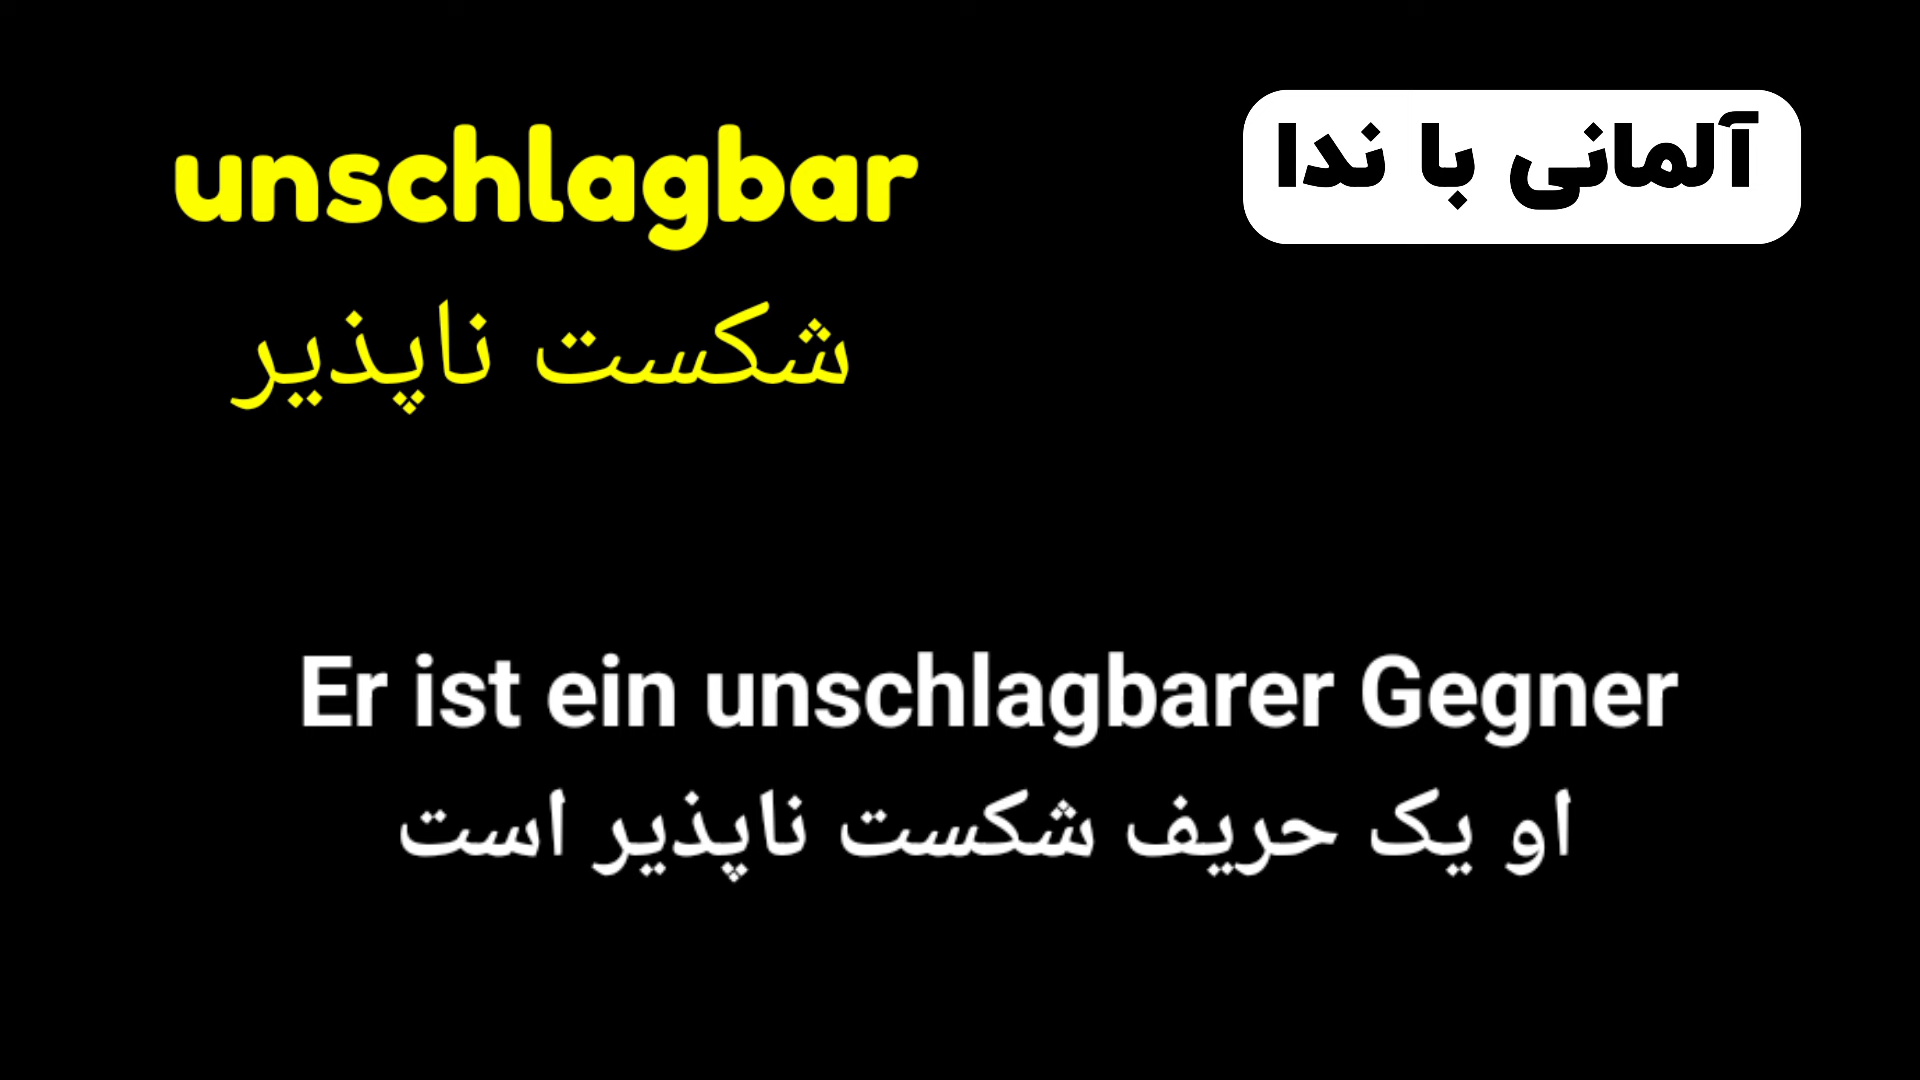 unschlagbar
آلمانی با ندا
شکست ناپذیر
Er ist ein unschlagbarer Gegner
او یک حریف شکست ناپذیر است